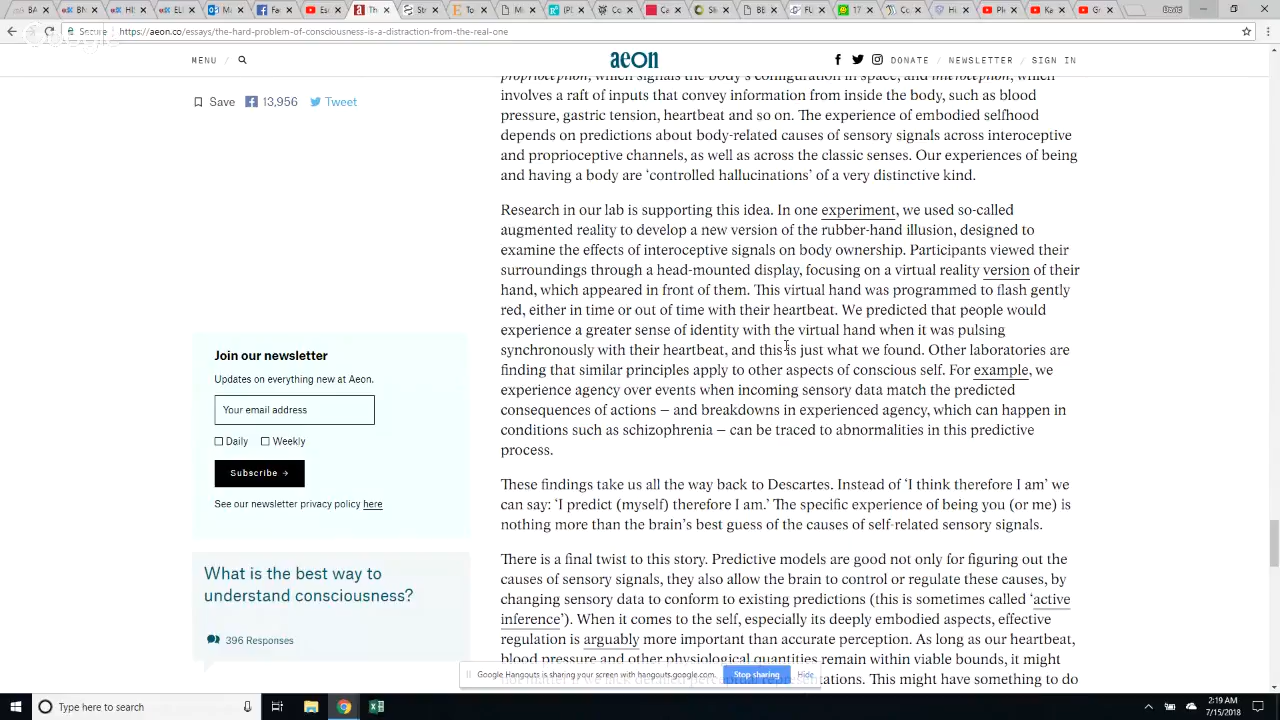 BA
HI
EL
M
Fa
Es
Th
Str
To
M
(PI
Co
Ca
Sh
BE
FU
17
Co
Hi
Ple
Ka
Gr
Secure
https://aeon.co/essays/the-hard-problem-of-consciousness-is-a-distraction-from-the-real-one
MENU /
aeon
DONATE / NEWSLETTER / SIGN IN
Save 13,956 Tweet
proprioception, which signals the body's configuration in space, and interoception, which
involves a raft of inputs that convey information from inside the body, such as blood
pressure, gastric tension, heartbeat and so on. The experience of embodied selfhood
depends on predictions about body-related causes of sensory signals across interoceptive
and proprioceptive channels, as well as across the classic senses. Our experiences of being
and having a body are ‘controlled hallucinations’ of a very distinctive kind.
Research in our lab is supporting this idea. In one experiment, we used so-called
augmented reality to develop a new version of the rubber-hand illusion, designed to
examine the effects of interoceptive signals on body ownership. Participants viewed their
surroundings through a head-mounted display, focusing on a virtual reality version of their
hand, which appeared in front of them. This virtual hand was programmed to flash gently
red, either in time or out of time with their heartbeat. We predicted that people would
experience a greater sense of identity with the virtual hand when it was pulsing
synchronously with their heartbeat, and this is just what we found. Other laboratories are
finding that similar principles apply to other aspects of conscious self. For example, we
experience agency over events when incoming sensory data match the predicted
consequences of actions – and breakdowns in experienced agency, which can happen in
conditions such as schizophrenia – can be traced to abnormalities in this predictive
process.
These findings take us all the way back to Descartes. Instead of ‘I think therefore I am’ we
can say: ‘I predict (myself) therefore I am.’ The specific experience of being you (or me) is
nothing more than the brain’s best guess of the causes of self-related sensory signals.
There is a final twist to this story. Predictive models are good not only for figuring out the
causes of sensory signals, they also allow the brain to control or regulate these causes, by
changing sensory data to conform to existing predictions (this is sometimes called ‘active
inference’). When it comes to the self, especially its deeply embodied aspects, effective
regulation is arguably more important than accurate perception. As long as our heartbeat,
blood pressure and other physiological quantities remain within viable bounds, it might
This might have something to do
Join our newsletter
Updates on everything new at Aeon.
Your email address
Daily Weekly
Subscribe →
See our newsletter privacy policy here
What is the best way to
understand consciousness?
396 Responses
Google Hangouts is sharing your screen with hangouts.google.com.
Stop sharing
Hide
Type here to search
2:19 AM
7/15/2018